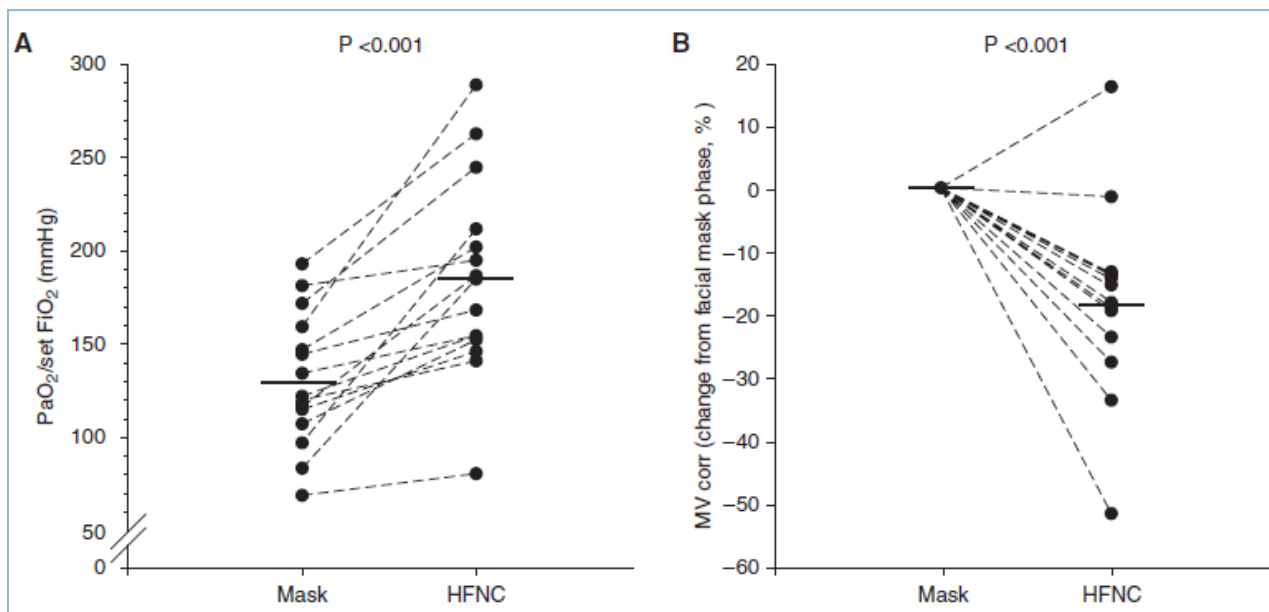 A
P <0.001
PaO₂/set FiO₂ (mmHg)
300
250
200
150
100
50
0
Mask
HFNC
B
P <0.001
MV corr (change from facial mask phase, % )
20
10
0
−10
−20
−30
−40
−50
−60
Mask
HFNC